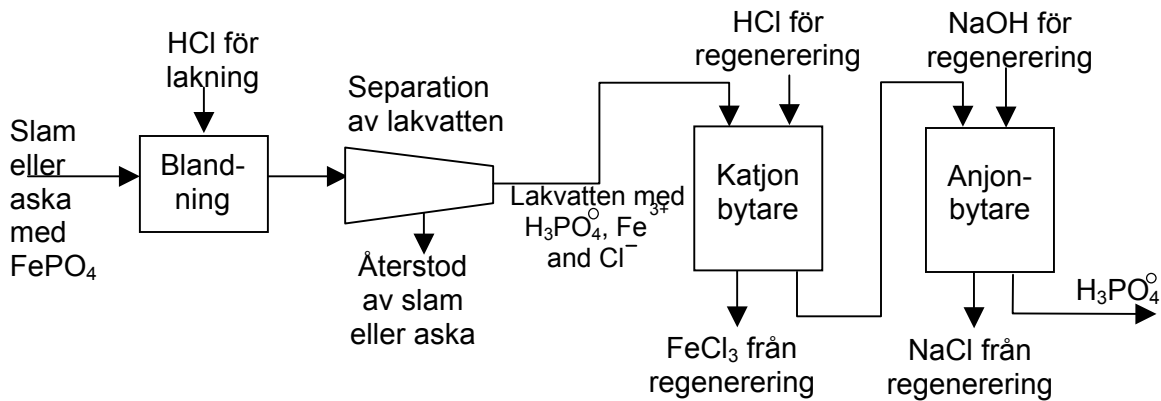 HCl för
lakning
Slam
eller
aska
med
FePO₄
Bland-
ning
Separation
av lakvatten
Återstod
av slam
eller aska
Lakvatten med
H₃PO₄°, Fe³⁺
and Cl⁻
HCl för
regenerering
Katjon
bytare
FeCl₃ från
regenerering
NaOH för
regenerering
Anjon-
bytare
NaCl från
regenerering
H₃PO₄°